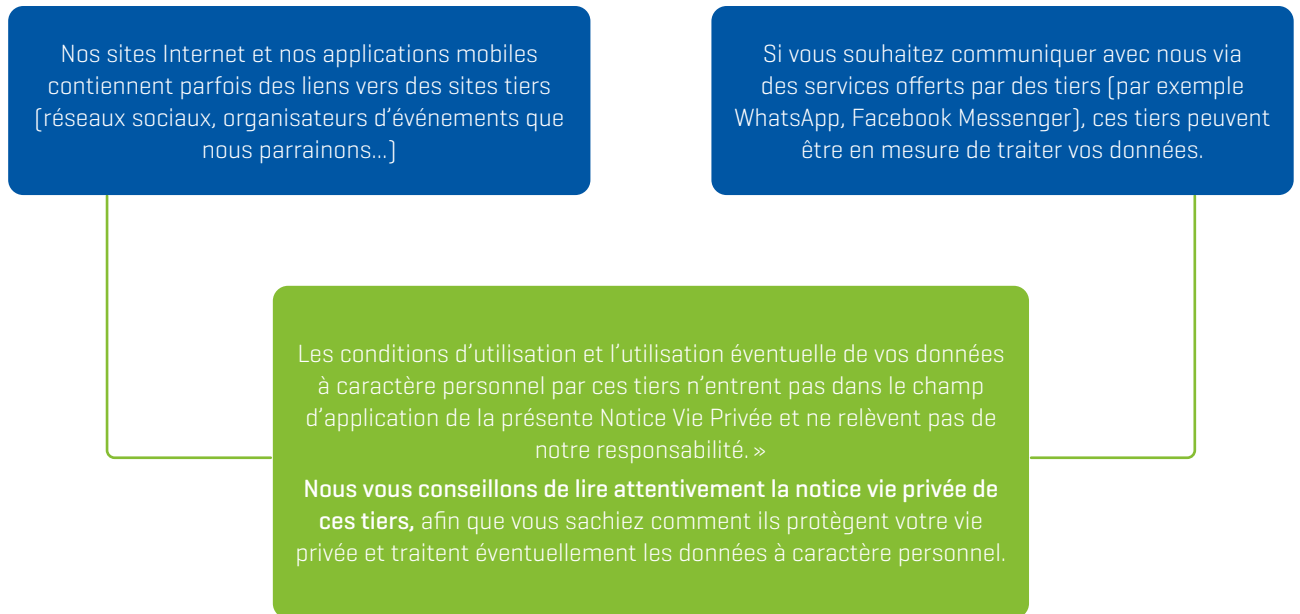 Nos sites Internet et nos applications mobiles
contiennent parfois des liens vers des sites tiers
(réseaux sociaux, organisateurs d’événements que
nous parrainons...)
Si vous souhaitez communiquer avec nous via
des services offerts par des tiers (par exemple
WhatsApp, Facebook Messenger), ces tiers peuvent
être en mesure de traiter vos données.
Les conditions d’utilisation et l’utilisation éventuelle de vos données
à caractère personnel par ces tiers n’entrent pas dans le champ
d’application de la présente Notice Vie Privée et ne relèvent pas de
notre responsabilité. »
Nous vous conseillons de lire attentivement la notice vie privée de
ces tiers, afin que vous sachiez comment ils protègent votre vie
privée et traitent éventuellement les données à caractère personnel.